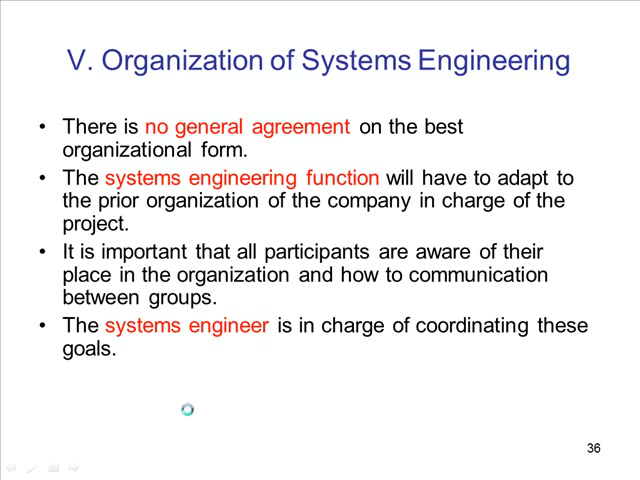 V. Organization of Systems Engineering
• There is no general agreement on the best
organizational form.
• The systems engineering function will have to adapt to
the prior organization of the company in charge of the
project.
• It is important that all participants are aware of their
place in the organization and how to communication
between groups.
• The systems engineer is in charge of coordinating these
goals.
36